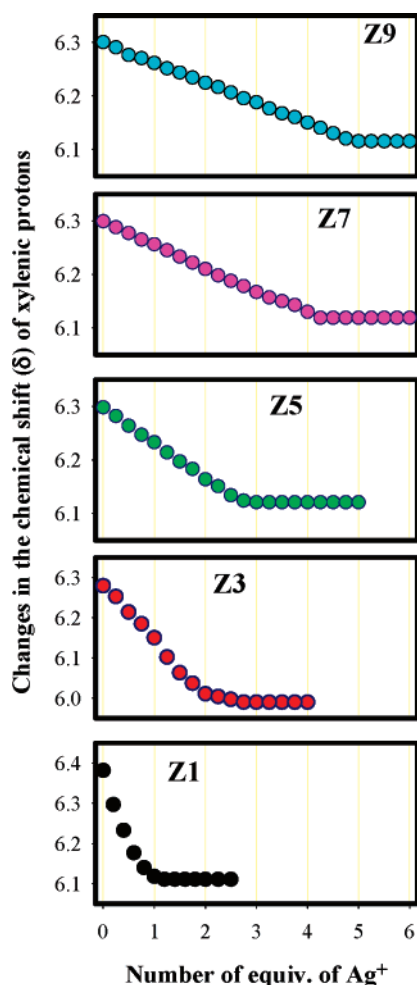 Changes in the chemical shift (δ) of xylenic protons
Z9
6.3
6.2
6.1
Z7
6.3
6.2
6.1
Z5
6.3
6.2
6.1
Z3
6.3
6.2
6.1
6.0
Z1
6.4
6.3
6.2
6.1
0 1 2 3 4 5 6
Number of equiv. of Ag⁺